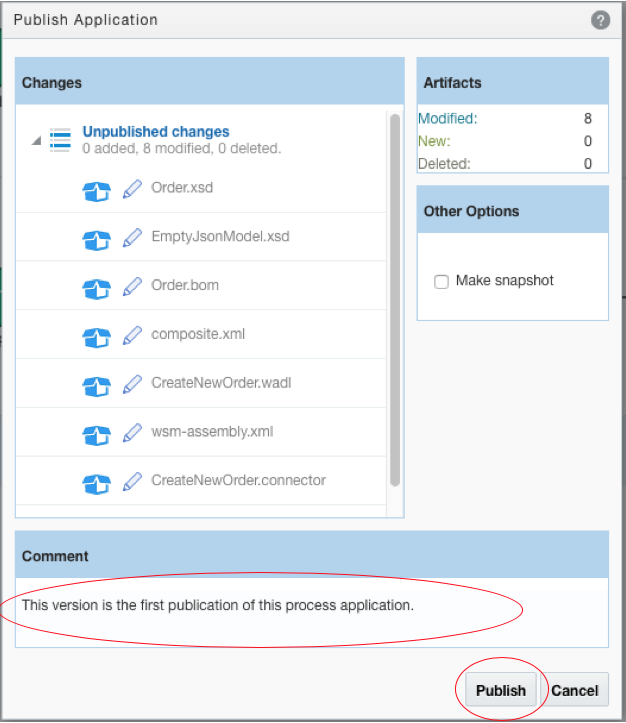 Publish Application
?
Changes
Unpublished changes
0 added, 8 modified, 0 deleted.
Order.xsd
EmptyJsonModel.xsd
Order.bom
composite.xml
CreateNewOrder.wadl
wsm-assembly.xml
CreateNewOrder.connector
Artifacts
Modified: 8
New: 0
Deleted: 0
Other Options
Make snapshot
Comment
This version is the first publication of this process application.
Publish Cancel